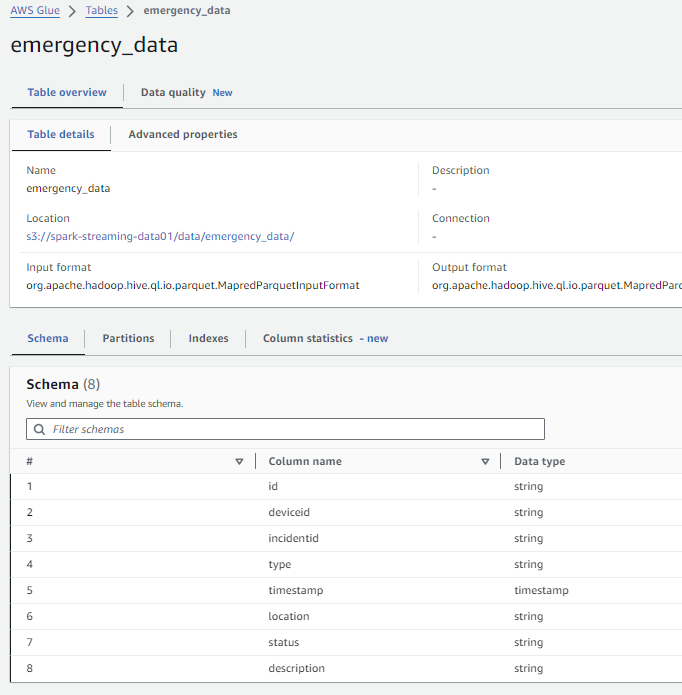 AWS Glue > Tables > emergency_data
emergency_data
Table overview Data quality New
Table details Advanced properties
Name Description
emergency_data -
Location Connection
s3://spark-streaming-data01/data/emergency_data/ -
Input format Output format
org.apache.hadoop.hive.ql.io.parquet.MapredParquetInputFormat org.apache.hadoop.hive.ql.io.parquet.MapredParq
Schema Partitions Indexes Column statistics - new
Schema (8)
View and manage the table schema.
Filter schemas
# Column name Data type
1 id string
2 deviceid string
3 incidentid string
4 type string
5 timestamp timestamp
6 location string
7 status string
8 description string